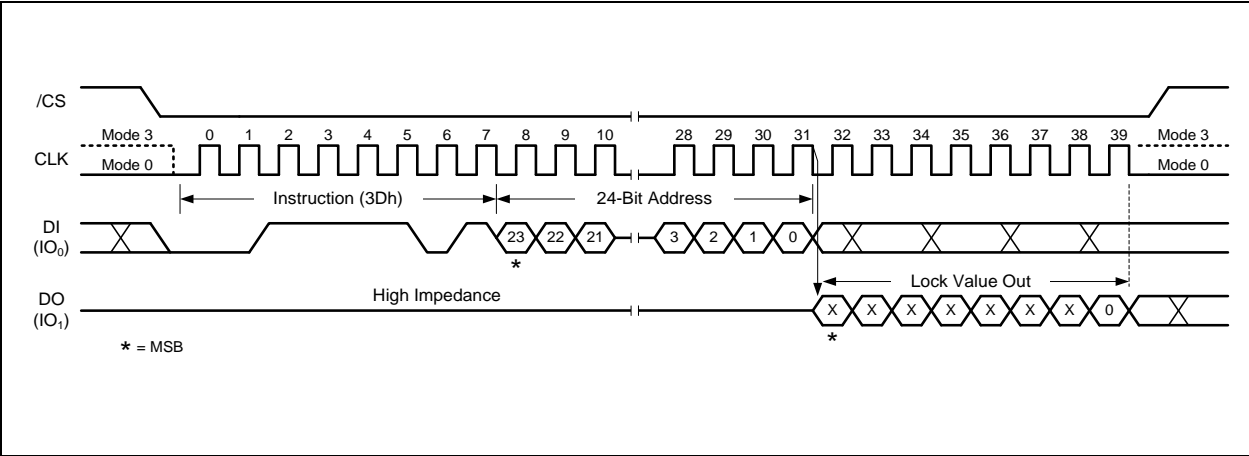 /CS
Mode 3 0 1 2 3 4 5 6 7 8 9 10 28 29 30 31 32 33 34 35 36 37 38 39 Mode 3
CLK
Mode 0 Mode 0
Instruction (3Dh) 24-Bit Address
DI
(IO0)
23 22 21 3 2 1 0
*
Lock Value Out
High Impedance
DO
(IO1)
X X X X X X X 0
*
* = MSB